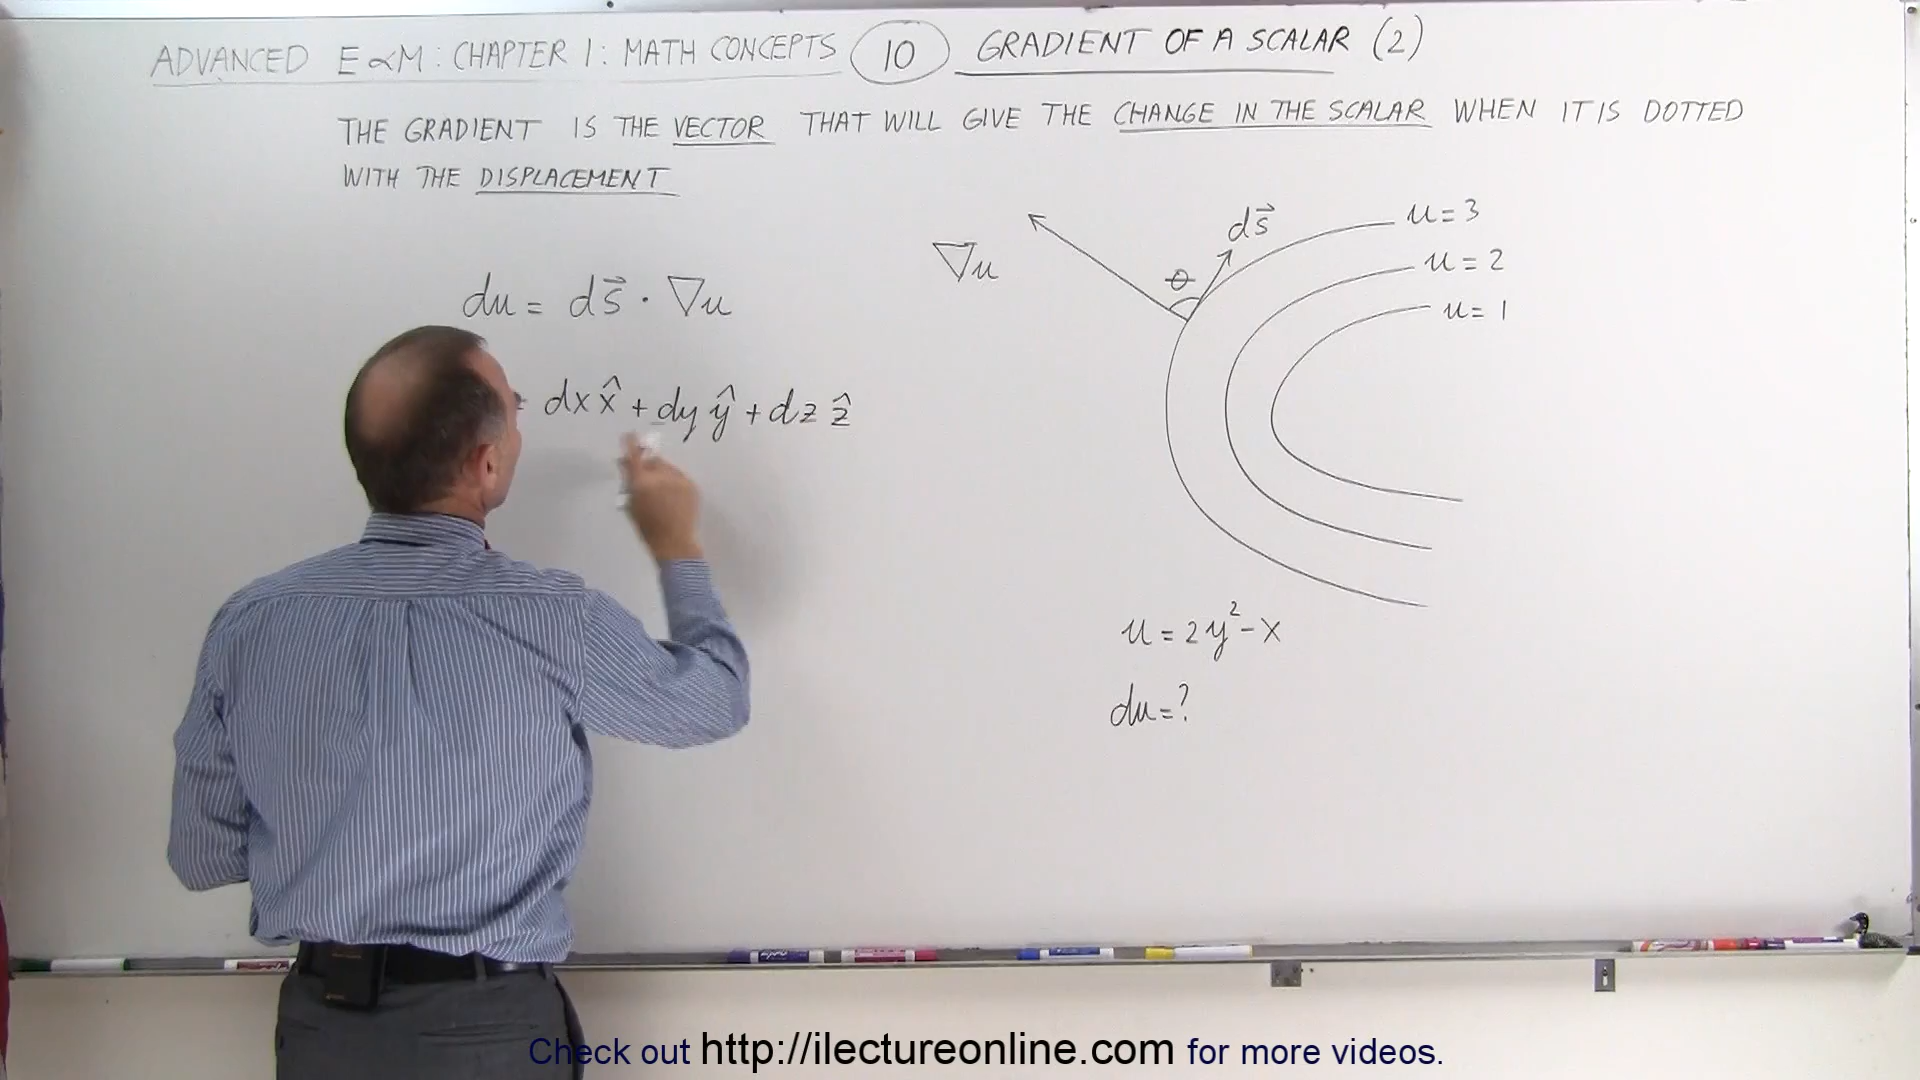 ADVANCED E∝M: CHAPTER 1: MATH CONCEPTS 10 GRADIENT OF A SCALAR (2)
THE GRADIENT IS THE VECTOR THAT WILL GIVE THE CHANGE IN THE SCALAR WHEN IT IS DOTTED
WITH THE DISPLACEMENT
du = ds⃗ · ∇u
= dx x̂ + dy ŷ + dz ẑ
∇u
θ
ds⃗
u = 3
u = 2
u = 1
u = 2y² - x
du = ?
Check out http://ilectureonline.com for more videos.